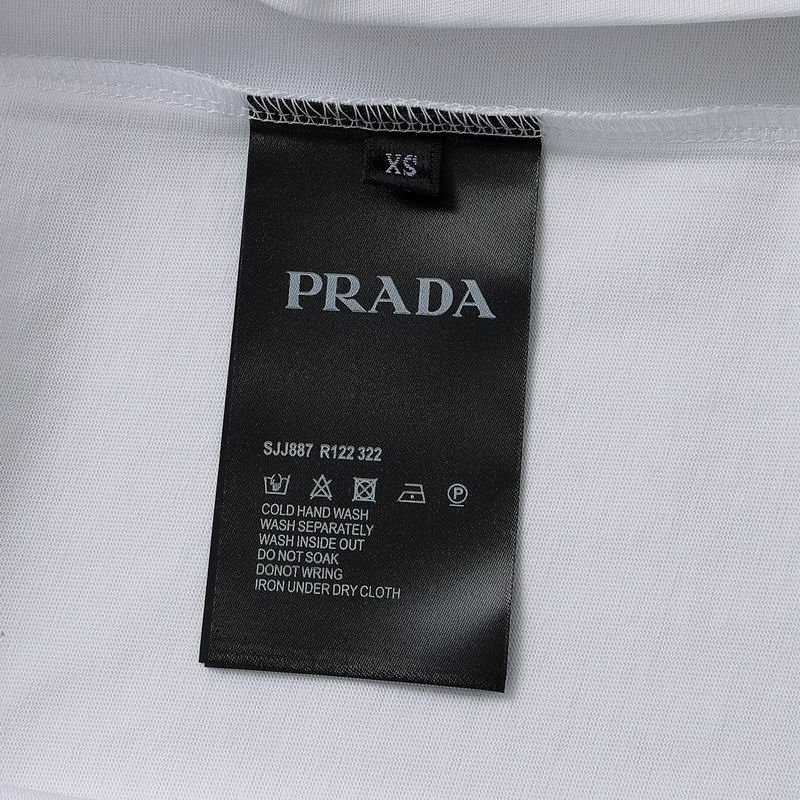 XS
PRADA
SJJ887 R122 322
P
COLD HAND WASH
WASH SEPARATELY
WASH INSIDE OUT
DO NOT SOAK
DONOT WRING
IRON UNDER DRY CLOTH